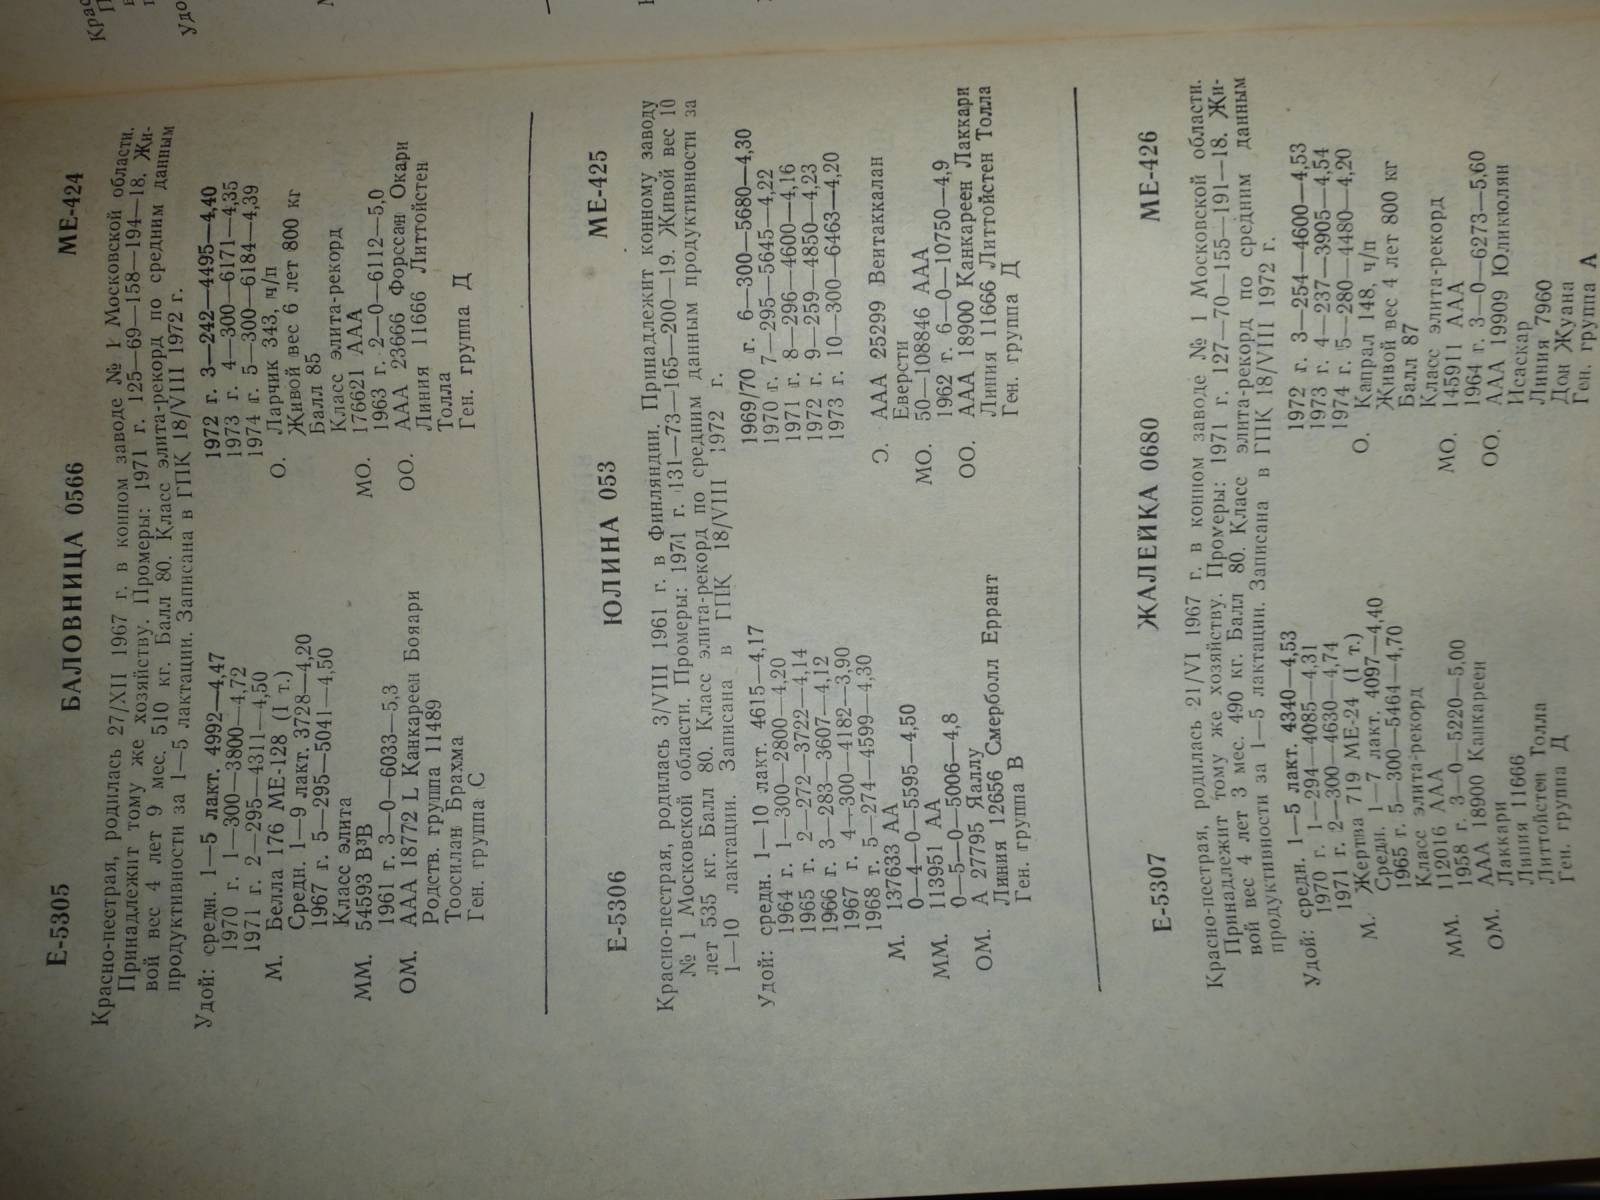 Е-5305 БАЛОВНИЦА 0566 МЕ-424
Красно-пестрая, родилась 27/XII 1967 г. в конном заводе № 1 Московской области.
Принадлежит тому же хозяйству. Промеры: 1971 г. 125—69—158—194—18. Жи-
вой вес 4 лет 9 мес. 510 кг. Балл 80. Класс элита-рекорд по средним данным
продуктивности за 1—5 лактации. Записана в ГПК 18/VIII 1972 г.
Удой: средн. 1—5 лакт. 4992—4,47
1970 г. 1—300—3800—4,72
1971 г. 2—295—4311—4,50
М. Белла 176 МЕ-128 (I т.)
Средн. 1—9 лакт. 3728—4,20
1967 г. 5—295—5041—4,50
Класс элита
ММ. 54593 ВзВ
1961 г. 3—0—6033—5,3
ОМ. ААА 18772 L Канкареен Бояари
Родств. группа 11489
Тоосилан Брахма
Ген. группа С
1972 г. 3—242—4495—4,40
1973 г. 4—300—6171—4,35
1974 г. 5—300—6184—4,39
О. Ларчик 343, ч/п
Живой вес 6 лет 800 кг
Балл 85
Класс элита-рекорд
МО. 176621 ААА
1963 г. 2—0—6112—5,0
ОО. ААА 23666 Форссан Окари
Линия 11666 Литтойстен
Толла
Ген. группа Д
Е-5306 ЮЛИНА 053 МЕ-425
Красно-пестрая, родилась 3/VIII 1961 г. в Финляндии. Принадлежит конному заводу
№ 1 Московской области. Промеры: 1971 г. 131—73—165—200—19. Живой вес 10
лет 535 кг. Балл 80. Класс элита-рекорд по средним данным продуктивности за
1—10 лактации. Записана в ГПК 18/VIII 1972 г.
Удой: средн. 1—10 лакт. 4615—4,17
1964 г. 1—300—2800—4,20
1965 г. 2—272—3722—4,14
1966 г. 3—283—3607—4,12
1967 г. 4—300—4182—3,90
1968 г. 5—274—4599—4,30
М. 137633 АА
0—4—0—5595—4,50
ММ. 113951 АА
0—5—0—5006—4,8
ОМ. А 27795 Яаллу
Линия 12656 Смерболл Еррант
Ген. группа В
1969/70 г. 6—300—5680—4,30
1970 г. 7—295—5645—4,22
1971 г. 8—296—4600—4,16
1972 г. 9—259—4850—4,23
1973 г. 10—300—6463—4,20
О. ААА 25299 Веитаккалан
Еверсти
МО. 50—108846 ААА
1962 г. 6—0—10750—4,9
ОО. ААА 18900 Канкареен Лаккари
Линия 11666 Литтойстен Толла
Ген. группа Д
Е-5307 ЖАЛЕЙКА 0680 МЕ-426
Красно-пестрая, родилась 21/VI 1967 г. в конном заводе № 1 Московской области.
Принадлежит тому же хозяйству. Промеры: 1971 г. 127—70—155—191—18. Жи-
вой вес 4 лет 3 мес. 490 кг. Балл 80. Класс элита-рекорд по средним данным
продуктивности за 1—5 лактации. Записана в ГПК 18/VIII 1972 г.
Удой: средн. 1—5 лакт. 4340—4,53
1970 г. 1—294—4085—4,31
1971 г. 2—300—4630—4,74
М. Жертва 719 МЕ-24 (I т.)
Средн. 1—7 лакт. 4097—4,40
1965 г. 5—300—5464—4,70
Класс элита-рекорд
ММ. 112016 ААА
1958 г. 3—0—5220—5,00
ОМ. ААА 18900 Канкареен
Лаккари
Линия 11666
Литтойстен Толла
Ген. группа Д
1972 г. 3—254—4600—4,53
1973 г. 4—237—3905—4,54
1974 г. 5—280—4480—4,20
О. Капрал 148, ч/п
Живой вес 4 лет 800 кг
Балл 87
Класс элита-рекорд
МО. 145911 ААА
1964 г. 3—0—6273—5,60
ОО. ААА 19909 Юликюлян
Исаскар
Линия 7960
Дон Жуана
Ген. группа А